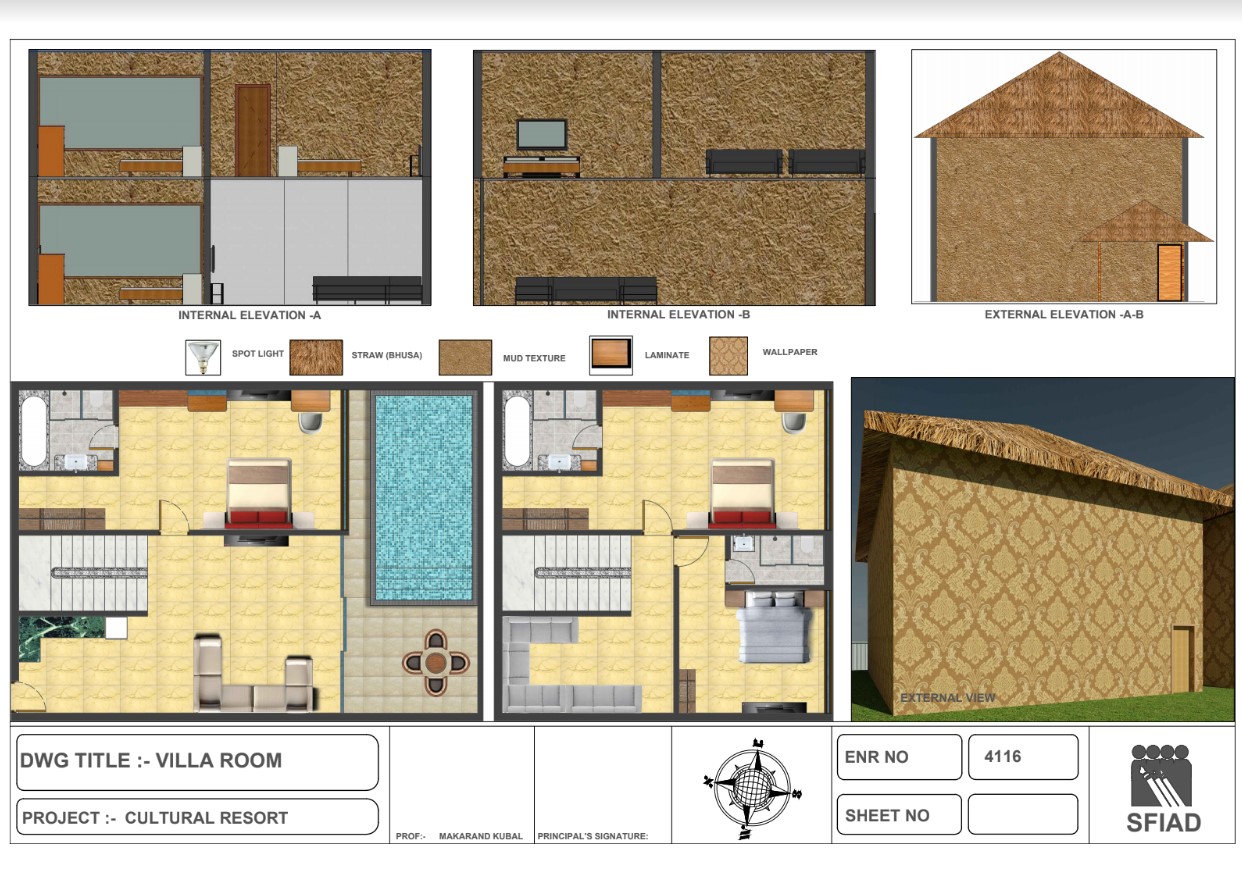 INTERNAL ELEVATION -A
INTERNAL ELEVATION -B
EXTERNAL ELEVATION -A-B
SPOT LIGHT
STRAW (BHUSA)
MUD TEXTURE
LAMINATE
WALLPAPER
EXTERNAL VIEW
DWG TITLE :- VILLA ROOM
PROJECT :- CULTURAL RESORT
PROF:- MAKARAND KUBAL
PRINCIPAL'S SIGNATURE:
ENR NO
4116
SHEET NO
SFIAD